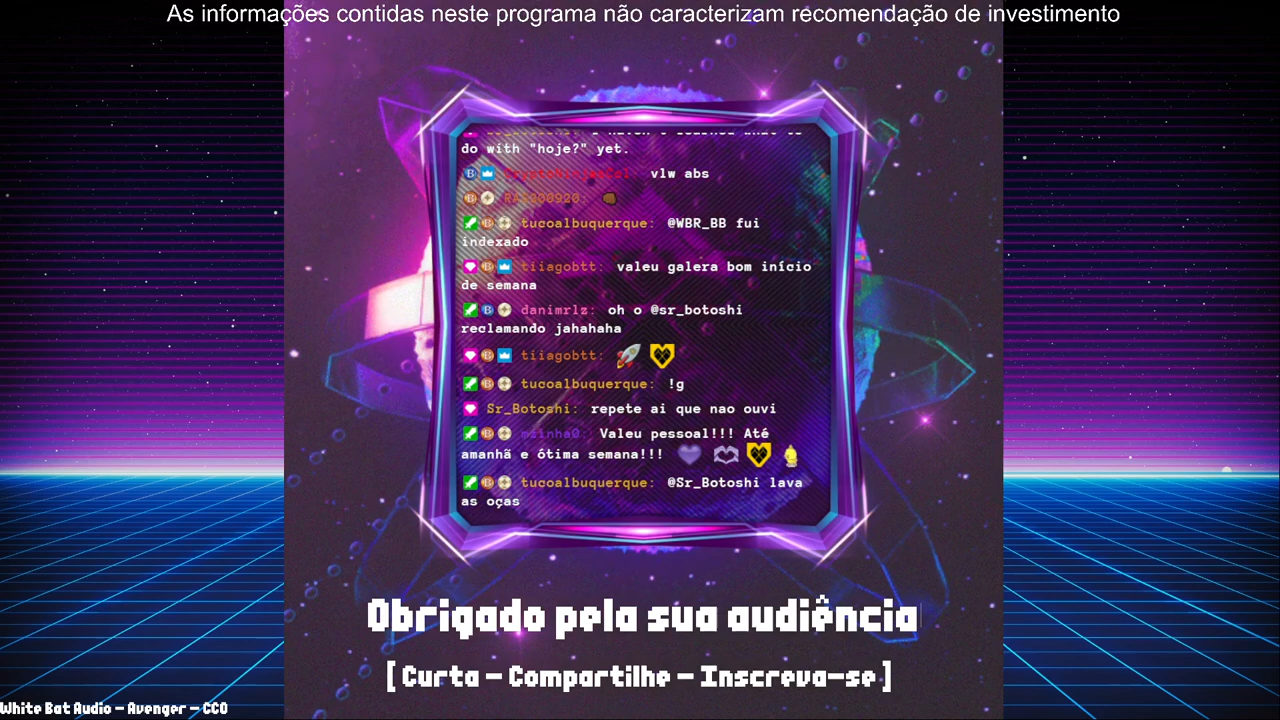 As informações contidas neste programa não caracterizam recomendação de investimento
do with "hoje?" yet.
vlw abs
tucoalbuquerque: @WBR_BB fui
indexado
tiiagobtt: valeu galera bom início
de semana
danimrlz: oh o @sr_botoshi
reclamando jahahaha
tiiagobtt:
tucoalbuquerque: !g
Sr_Botoshi: repete ai que nao ouvi
Valeu pessoal!!! Até
amanhã e ótima semana!!!
tucoalbuquerque: @Sr_Botoshi lava
as oças
Obrigado pela sua audiência
[ Curta - Compartilhe - Inscreva-se ]
White Bat Audio - Avenger - CC0